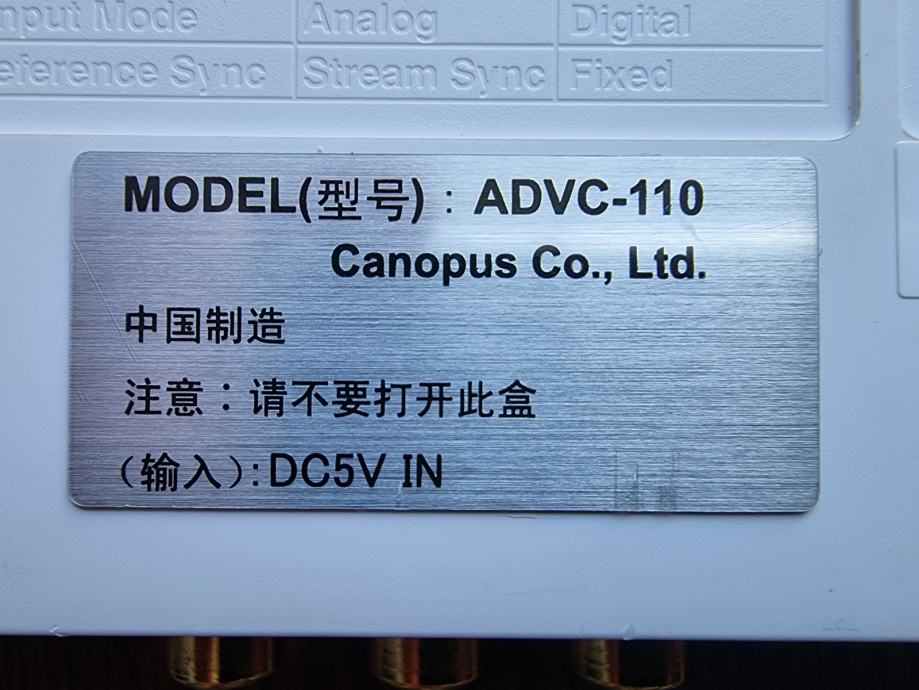 nput Mode Analog Digital
eference Sync Stream Sync Fixed
MODEL(型号) : ADVC-110
Canopus Co., Ltd.
中国制造
注意：请不要打开此盒
（输入）: DC5V IN